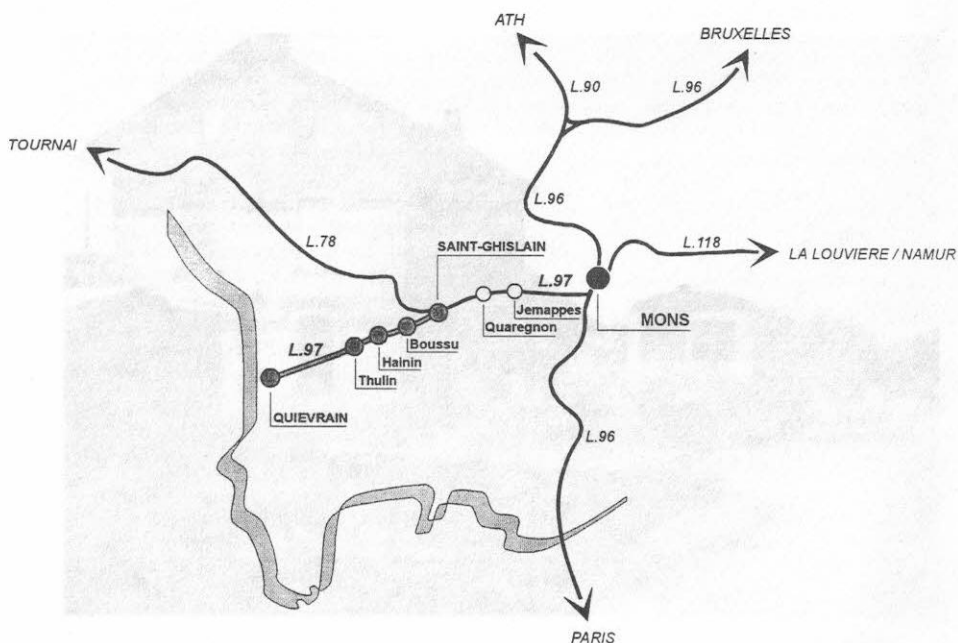 ATH
BRUXELLES
L.90
L.96
TOURNAI
L.96
L.78
SAINT-GHISLAIN
L.118
LA LOUVIERE / NAMUR
L.97
MONS
Jemappes
Quaregnon
Boussu
L.97
Hainin
Thulin
QUIEVRAIN
L.96
PARIS